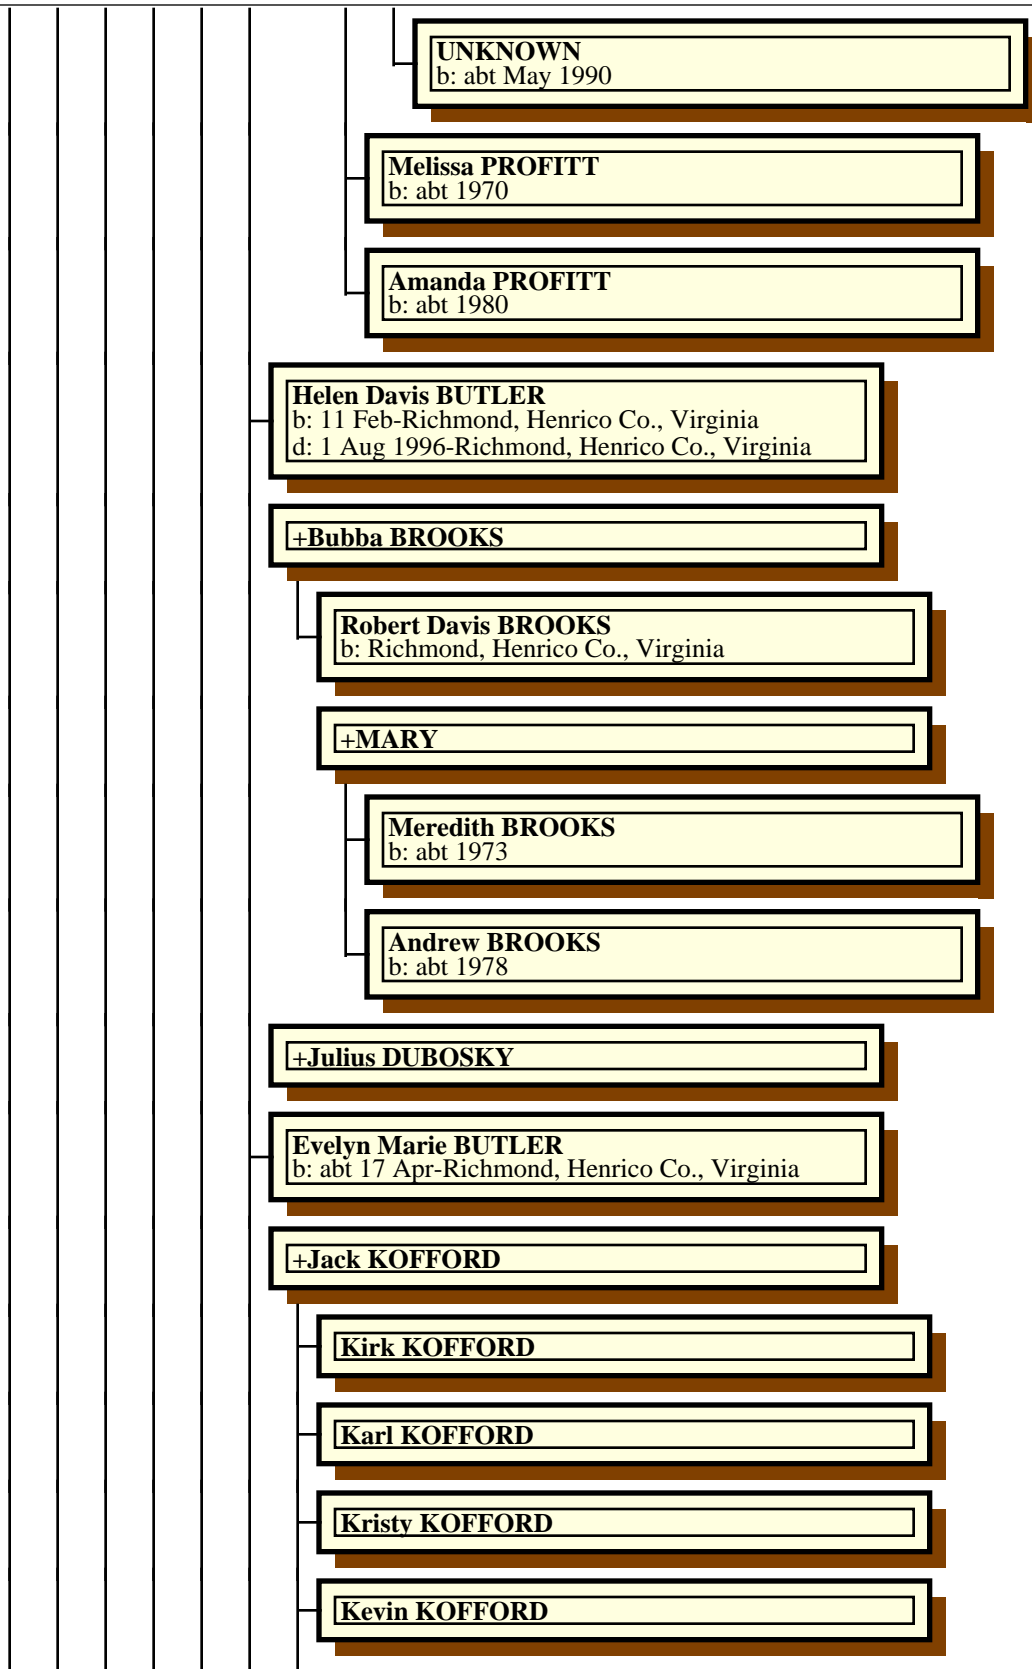 UNKNOWN
b: abt May 1990
Melissa PROFITT
b: abt 1970
Amanda PROFITT
b: abt 1980
Helen Davis BUTLER
b: 11 Feb-Richmond, Henrico Co., Virginia
d: 1 Aug 1996-Richmond, Henrico Co., Virginia
+Bubba BROOKS
Robert Davis BROOKS
b: Richmond, Henrico Co., Virginia
+MARY
Meredith BROOKS
b: abt 1973
Andrew BROOKS
b: abt 1978
+Julius DUBOSKY
Evelyn Marie BUTLER
b: abt 17 Apr-Richmond, Henrico Co., Virginia
+Jack KOFFORD
Kirk KOFFORD
Karl KOFFORD
Kristy KOFFORD
Kevin KOFFORD